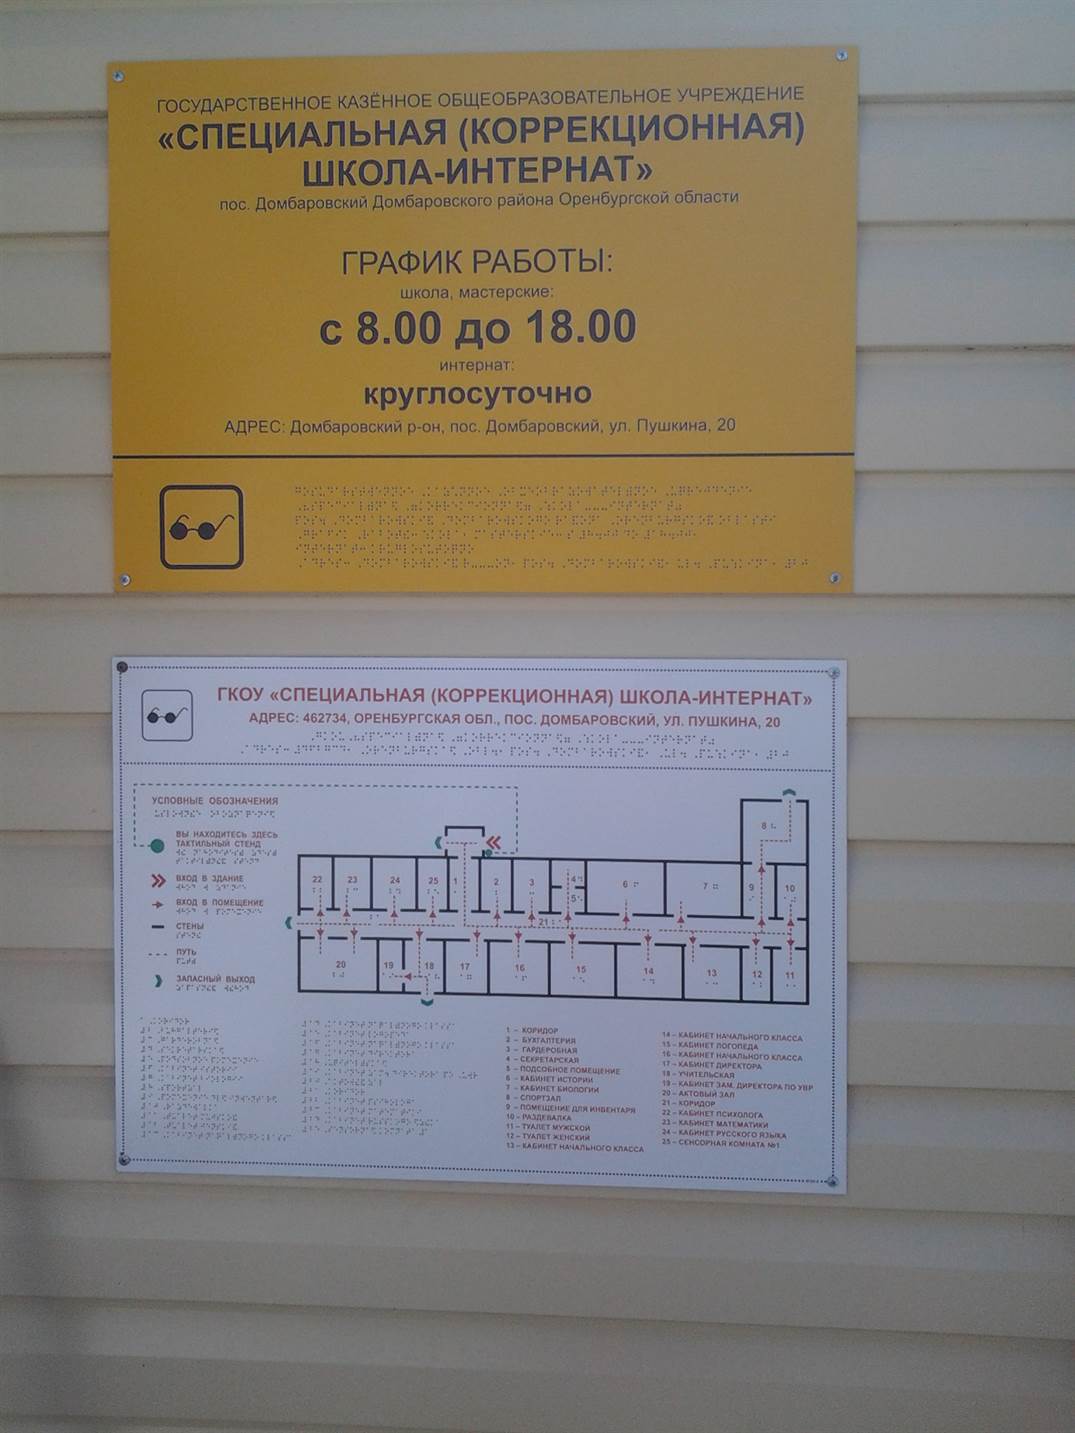 ГОСУДАРСТВЕННОЕ КАЗЁННОЕ ОБЩЕОБРАЗОВАТЕЛЬНОЕ УЧРЕЖДЕНИЕ
«СПЕЦИАЛЬНАЯ (КОРРЕКЦИОННАЯ)
ШКОЛА-ИНТЕРНАТ»
пос. Домбаровский Домбаровского района Оренбургской области
ГРАФИК РАБОТЫ:
школа, мастерские:
с 8.00 до 18.00
интернат:
круглосуточно
АДРЕС: Домбаровский р-он, пос. Домбаровский, ул. Пушкина, 20
ГКОУ «СПЕЦИАЛЬНАЯ (КОРРЕКЦИОННАЯ) ШКОЛА-ИНТЕРНАТ»
АДРЕС: 462734, ОРЕНБУРГСКАЯ ОБЛ., ПОС. ДОМБАРОВСКИЙ, УЛ. ПУШКИНА, 20
УСЛОВНЫЕ ОБОЗНАЧЕНИЯ
ВЫ НАХОДИТЕСЬ ЗДЕСЬ
ТАКТИЛЬНЫЙ СТЕНД
ВХОД В ЗДАНИЕ
ВХОД В ПОМЕЩЕНИЕ
СТЕНЫ
ПУТЬ
ЗАПАСНЫЙ ВЫХОД
8
22 23 24 25 1 2 3 4 5 6 7 9 10
21
20 19 18 17 16 15 14 13 12 11
1 – КОРИДОР
2 – БУХГАЛТЕРИЯ
3 – ГАРДЕРОБНАЯ
4 – СЕКРЕТАРСКАЯ
5 – ПОДСОБНОЕ ПОМЕЩЕНИЕ
6 – КАБИНЕТ ИСТОРИИ
7 – КАБИНЕТ БИОЛОГИИ
8 – СПОРТЗАЛ
9 – ПОМЕЩЕНИЕ ДЛЯ ИНВЕНТАРЯ
10 – РАЗДЕВАЛКА
11 – ТУАЛЕТ МУЖСКОЙ
12 – ТУАЛЕТ ЖЕНСКИЙ
13 – КАБИНЕТ НАЧАЛЬНОГО КЛАССА
14 – КАБИНЕТ НАЧАЛЬНОГО КЛАССА
15 – КАБИНЕТ ЛОГОПЕДА
16 – КАБИНЕТ НАЧАЛЬНОГО КЛАССА
17 – КАБИНЕТ ДИРЕКТОРА
18 – УЧИТЕЛЬСКАЯ
19 – КАБИНЕТ ЗАМ. ДИРЕКТОРА ПО УВР
20 – АКТОВЫЙ ЗАЛ
21 – КОРИДОР
22 – КАБИНЕТ ПСИХОЛОГА
23 – КАБИНЕТ МАТЕМАТИКИ
24 – КАБИНЕТ РУССКОГО ЯЗЫКА
25 – СЕНСОРНАЯ КОМНАТА №1